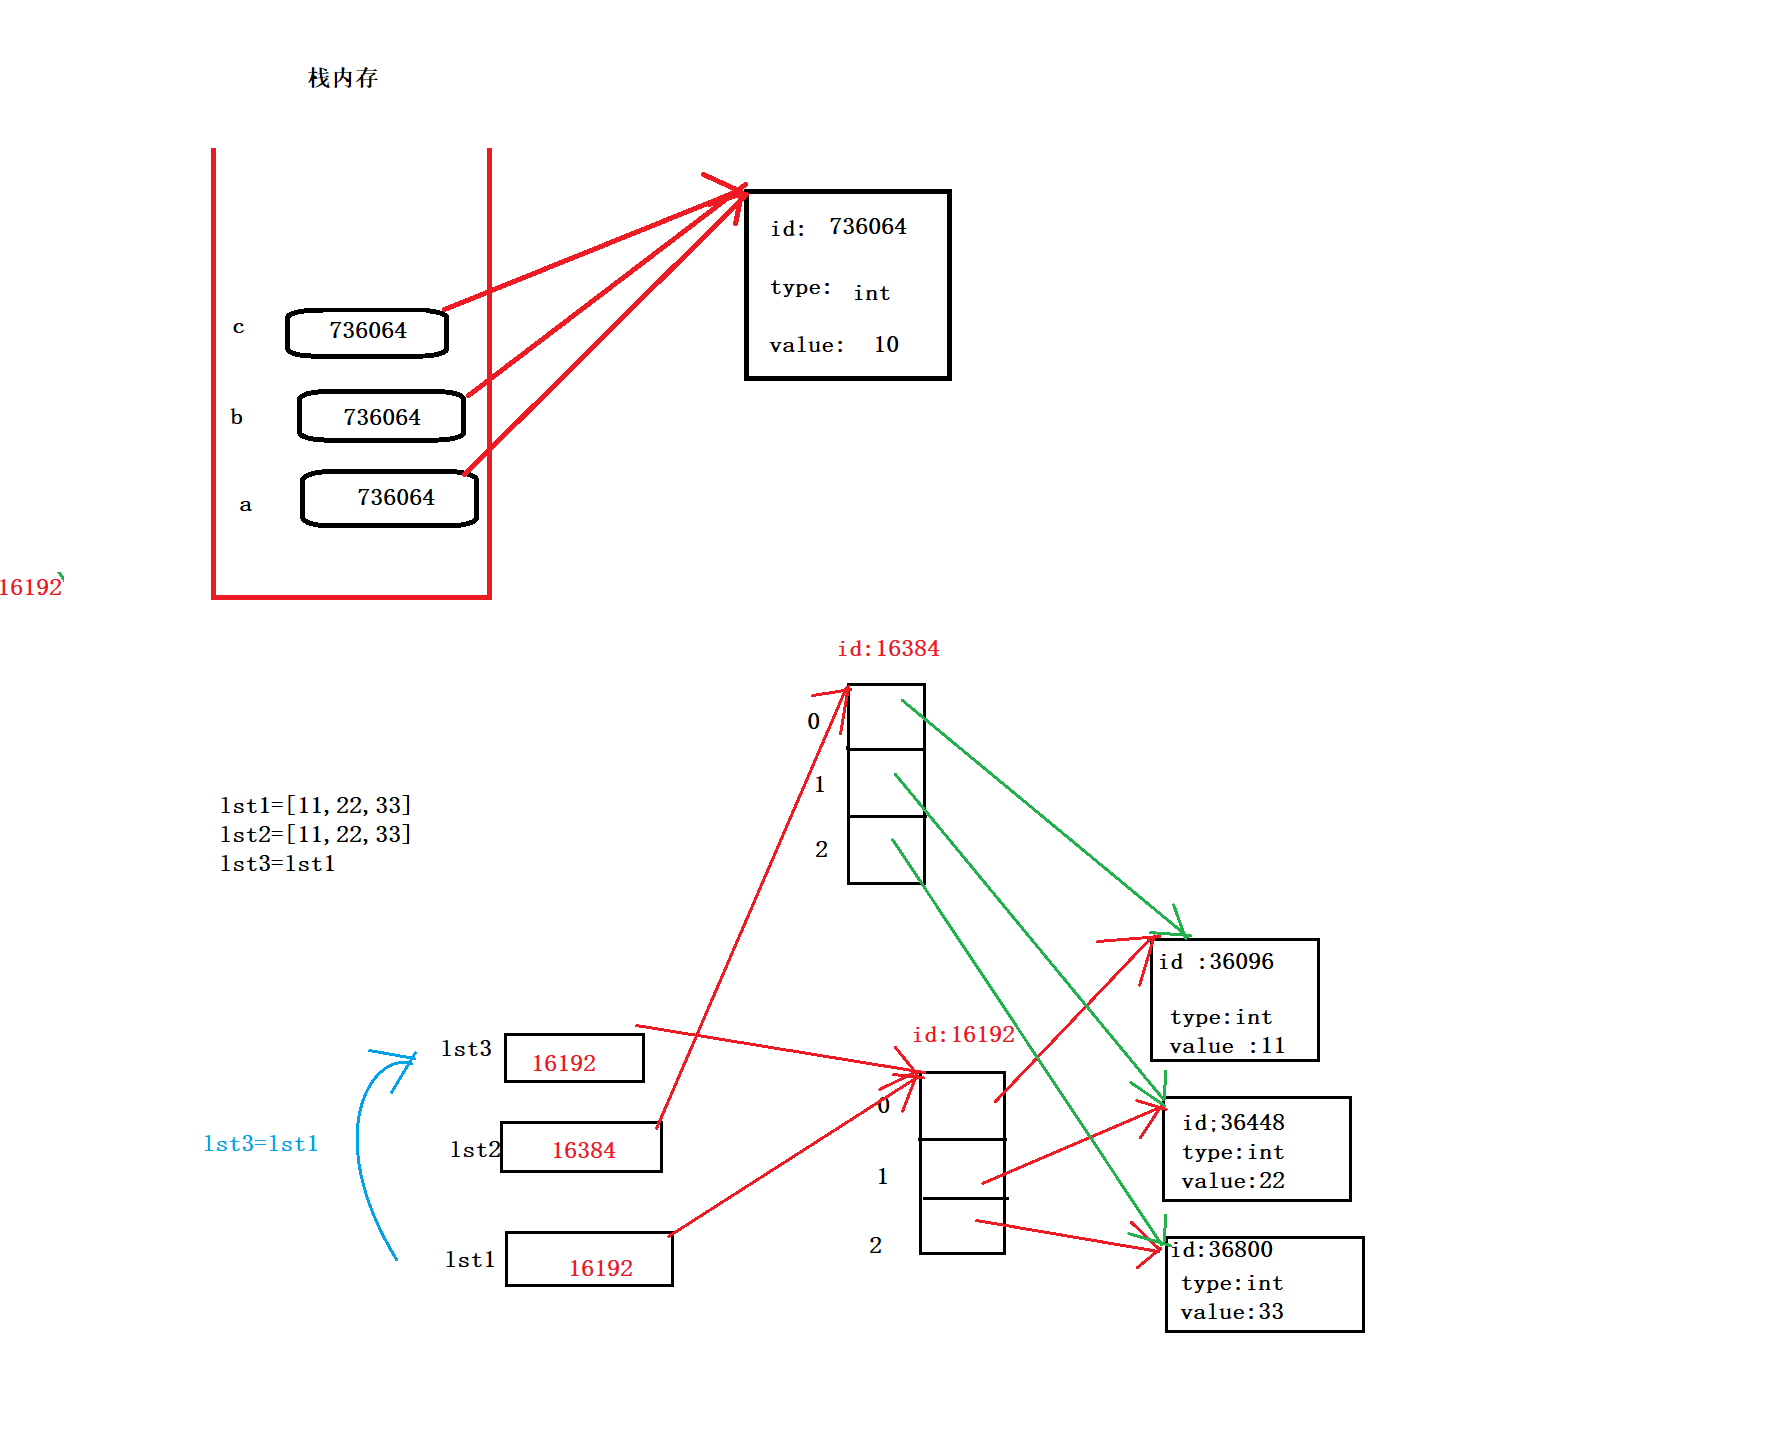 栈内存
id: 736064
type: int
value: 10
c 736064
b 736064
a 736064
16192
id:16384
0
1
2
lst1=[11,22,33]
lst2=[11,22,33]
lst3=lst1
id :36096
type:int
value :11
id:16192
0
1
2
lst3 16192
lst2 16384
lst1 16192
lst3=lst1
id;36448
type:int
value:22
id:36800
type:int
value:33